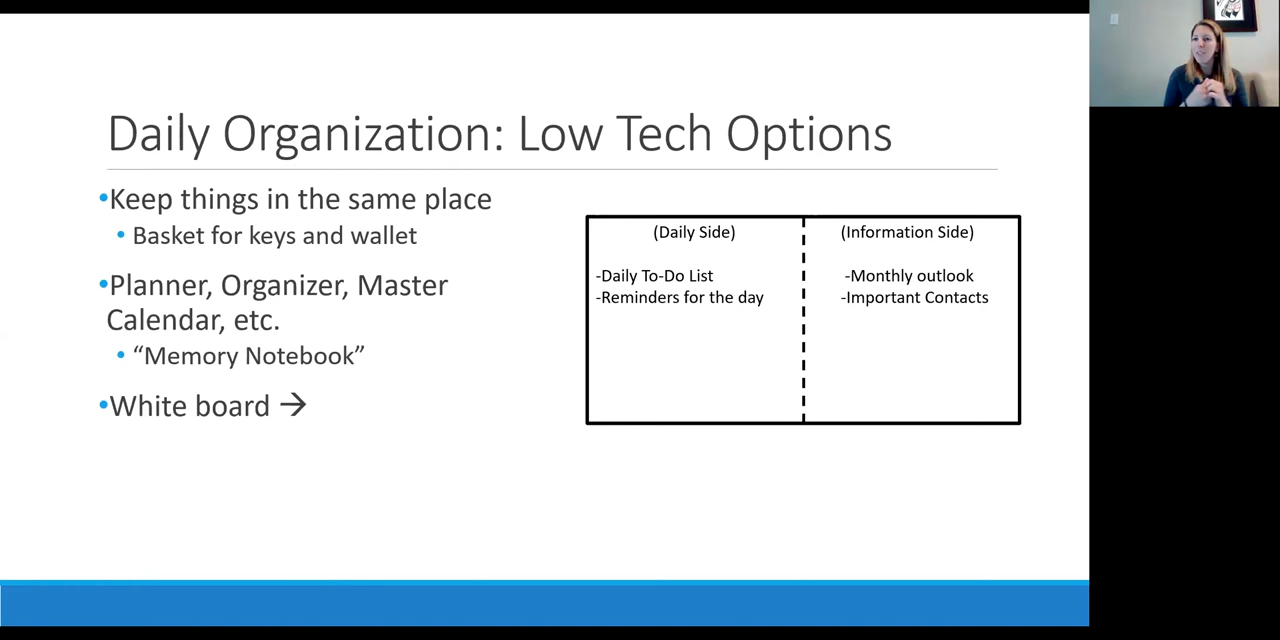 Daily Organization: Low Tech Options
•Keep things in the same place
• Basket for keys and wallet
•Planner, Organizer, Master
Calendar, etc.
• “Memory Notebook”
•White board →
(Daily Side)
-Daily To-Do List
-Reminders for the day
(Information Side)
-Monthly outlook
-Important Contacts